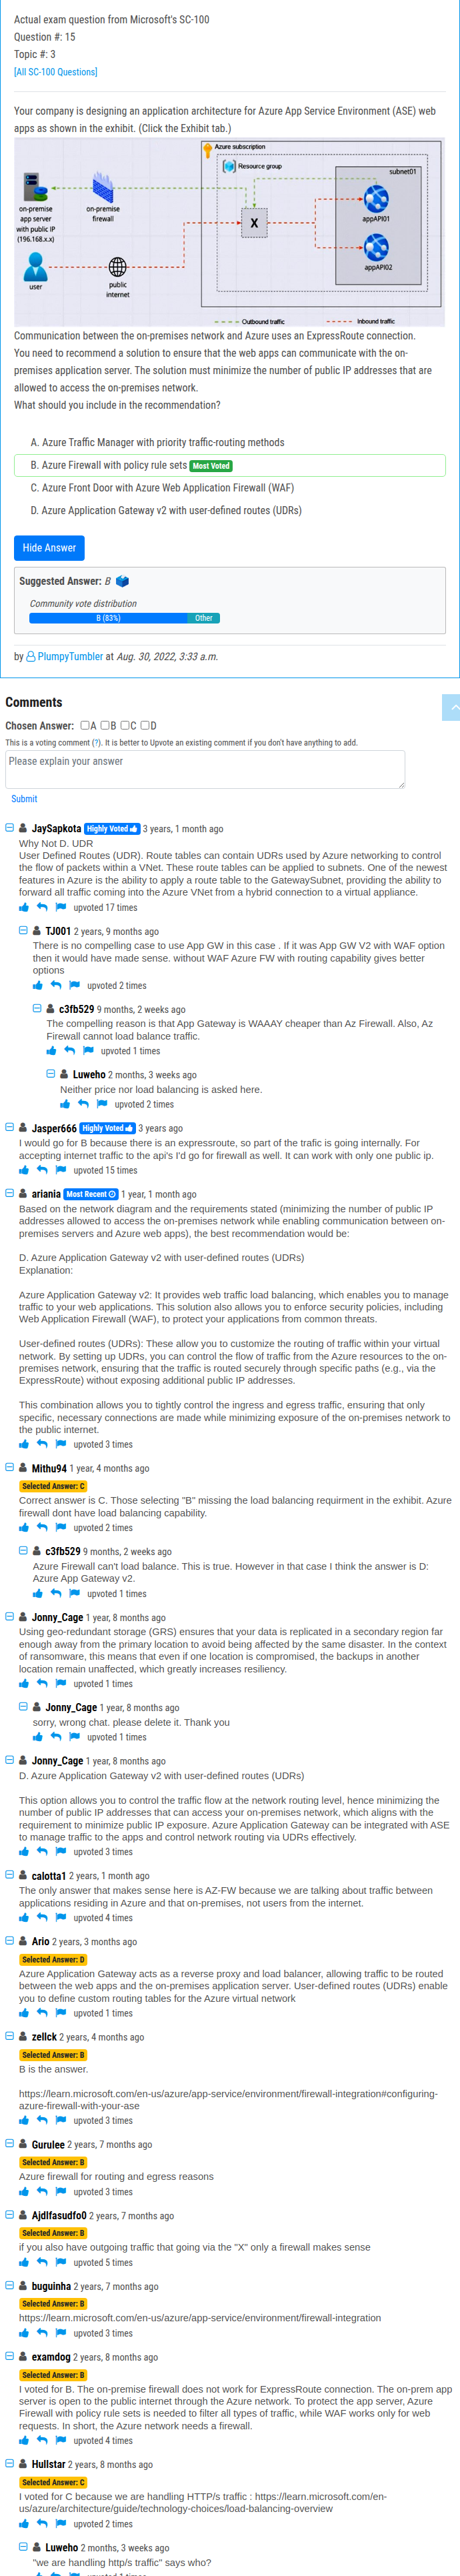 Actual exam question from Microsoft's SC-100
Question #: 15
Topic #: 3
[All SC-100 Questions]
Your company is designing an application architecture for Azure App Service Environment (ASE) web
apps as shown in the exhibit. (Click the Exhibit tab.)
Azure subscription
Resource group
subnet01
on-premise
app server
with public IP
(196.168.x.x)
on-premise
firewall
X
appAPI01
appAPI02
user
public
internet
Outbound traffic
Inbound traffic
Communication between the on-premises network and Azure uses an ExpressRoute connection.
You need to recommend a solution to ensure that the web apps can communicate with the on-
premises application server. The solution must minimize the number of public IP addresses that are
allowed to access the on-premises network.
What should you include in the recommendation?
A. Azure Traffic Manager with priority traffic-routing methods
B. Azure Firewall with policy rule sets Most Voted
C. Azure Front Door with Azure Web Application Firewall (WAF)
D. Azure Application Gateway v2 with user-defined routes (UDRs)
Hide Answer
Suggested Answer: B
Community vote distribution
B (83%) Other
by PlumpyTumbler at Aug. 30, 2022, 3:33 a.m.
Comments
Chosen Answer: A B C D
This is a voting comment (?). It is better to Upvote an existing comment if you don't have anything to add.
Please explain your answer
Submit
JaySapkota Highly Voted 3 years, 1 month ago
Why Not D. UDR
User Defined Routes (UDR). Route tables can contain UDRs used by Azure networking to control
the flow of packets within a VNet. These route tables can be applied to subnets. One of the newest
features in Azure is the ability to apply a route table to the GatewaySubnet, providing the ability to
forward all traffic coming into the Azure VNet from a hybrid connection to a virtual appliance.
upvoted 17 times
TJ001 2 years, 9 months ago
There is no compelling case to use App GW in this case . If it was App GW V2 with WAF option
then it would have made sense. without WAF Azure FW with routing capability gives better
options
upvoted 2 times
c3fb529 9 months, 2 weeks ago
The compelling reason is that App Gateway is WAAAY cheaper than Az Firewall. Also, Az
Firewall cannot load balance traffic.
upvoted 1 times
Luweho 2 months, 3 weeks ago
Neither price nor load balancing is asked here.
upvoted 2 times
Jasper666 Highly Voted 3 years ago
I would go for B because there is an expressroute, so part of the trafic is going internally. For
accepting internet traffic to the api's I'd go for firewall as well. It can work with only one public ip.
upvoted 15 times
ariania Most Recent 1 year, 1 month ago
Based on the network diagram and the requirements stated (minimizing the number of public IP
addresses allowed to access the on-premises network while enabling communication between on-
premises servers and Azure web apps), the best recommendation would be:
D. Azure Application Gateway v2 with user-defined routes (UDRs)
Explanation:
Azure Application Gateway v2: It provides web traffic load balancing, which enables you to manage
traffic to your web applications. This solution also allows you to enforce security policies, including
Web Application Firewall (WAF), to protect your applications from common threats.
User-defined routes (UDRs): These allow you to customize the routing of traffic within your virtual
network. By setting up UDRs, you can control the flow of traffic from the Azure resources to the on-
premises network, ensuring that the traffic is routed securely through specific paths (e.g., via the
ExpressRoute) without exposing additional public IP addresses.
This combination allows you to tightly control the ingress and egress traffic, ensuring that only
specific, necessary connections are made while minimizing exposure of the on-premises network to
the public internet.
upvoted 3 times
Mithu94 1 year, 4 months ago
Selected Answer: C
Correct answer is C. Those selecting "B" missing the load balancing requirment in the exhibit. Azure
firewall dont have load balancing capability.
upvoted 2 times
c3fb529 9 months, 2 weeks ago
Azure Firewall can't load balance. This is true. However in that case I think the answer is D:
Azure App Gateway v2.
upvoted 1 times
Jonny_Cage 1 year, 8 months ago
Using geo-redundant storage (GRS) ensures that your data is replicated in a secondary region far
enough away from the primary location to avoid being affected by the same disaster. In the context
of ransomware, this means that even if one location is compromised, the backups in another
location remain unaffected, which greatly increases resiliency.
upvoted 1 times
Jonny_Cage 1 year, 8 months ago
sorry, wrong chat. please delete it. Thank you
upvoted 1 times
Jonny_Cage 1 year, 8 months ago
D. Azure Application Gateway v2 with user-defined routes (UDRs)
This option allows you to control the traffic flow at the network routing level, hence minimizing the
number of public IP addresses that can access your on-premises network, which aligns with the
requirement to minimize public IP exposure. Azure Application Gateway can be integrated with ASE
to manage traffic to the apps and control network routing via UDRs effectively.
upvoted 3 times
calotta1 2 years, 1 month ago
The only answer that makes sense here is AZ-FW because we are talking about traffic between
applications residing in Azure and that on-premises, not users from the internet.
upvoted 4 times
Ario 2 years, 3 months ago
Selected Answer: D
Azure Application Gateway acts as a reverse proxy and load balancer, allowing traffic to be routed
between the web apps and the on-premises application server. User-defined routes (UDRs) enable
you to define custom routing tables for the Azure virtual network
upvoted 1 times
zellck 2 years, 4 months ago
Selected Answer: B
B is the answer.
https://learn.microsoft.com/en-us/azure/app-service/environment/firewall-integration#configuring-
azure-firewall-with-your-ase
upvoted 3 times
Gurulee 2 years, 7 months ago
Selected Answer: B
Azure firewall for routing and egress reasons
upvoted 3 times
Ajdlfasudfo0 2 years, 7 months ago
Selected Answer: B
if you also have outgoing traffic that going via the "X" only a firewall makes sense
upvoted 5 times
buguinha 2 years, 7 months ago
Selected Answer: B
https://learn.microsoft.com/en-us/azure/app-service/environment/firewall-integration
upvoted 3 times
examdog 2 years, 8 months ago
Selected Answer: B
I voted for B. The on-premise firewall does not work for ExpressRoute connection. The on-prem app
server is open to the public internet through the Azure network. To protect the app server, Azure
Firewall with policy rule sets is needed to filter all types of traffic, while WAF works only for web
requests. In short, the Azure network needs a firewall.
upvoted 4 times
Hullstar 2 years, 8 months ago
Selected Answer: C
I voted for C because we are handling HTTP/s traffic : https://learn.microsoft.com/en-
us/azure/architecture/guide/technology-choices/load-balancing-overview
upvoted 2 times
Luweho 2 months, 3 weeks ago
"we are handling http/s traffic" says who?